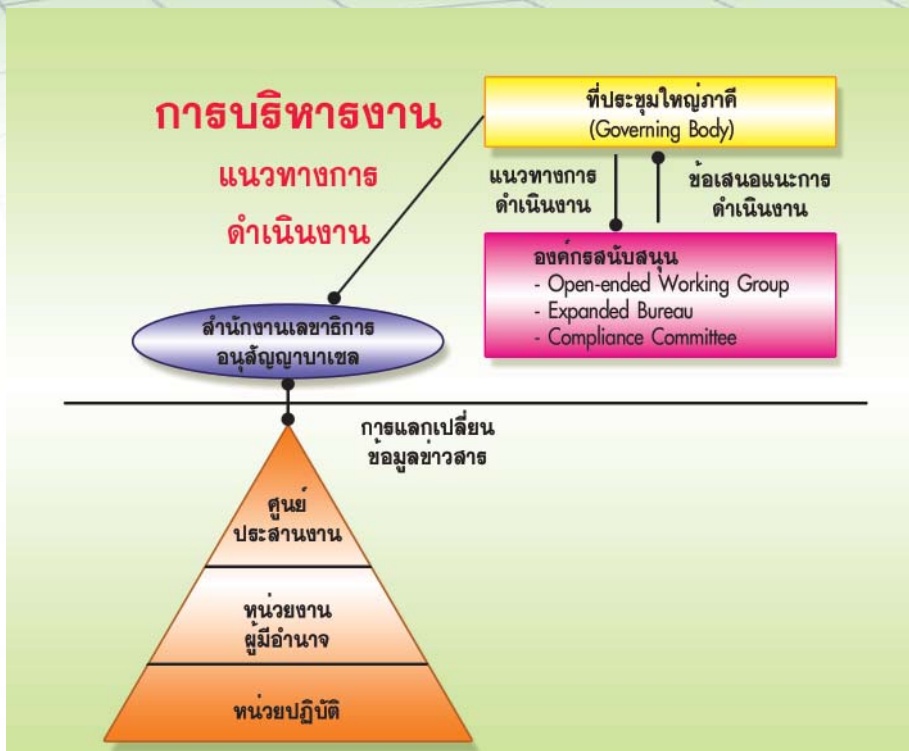 การบริหารงาน
แนวทางการ
ดำเนินงาน
ที่ประชุมใหญ่ภาคี
(Governing Body)
แนวทางการ
ดำเนินงาน
ข้อเสนอแนะการ
ดำเนินงาน
องค์กรสนับสนุน
- Open-ended Working Group
- Expanded Bureau
- Compliance Committee
สำนักงานเลขาธิการ
อนุสัญญาบาเซล
การแลกเปลี่ยน
ข้อมูลข่าวสาร
ศูนย์
ประสานงาน
หน่วยงาน
ผู้มีอำนาจ
หน่วยปฏิบัติ